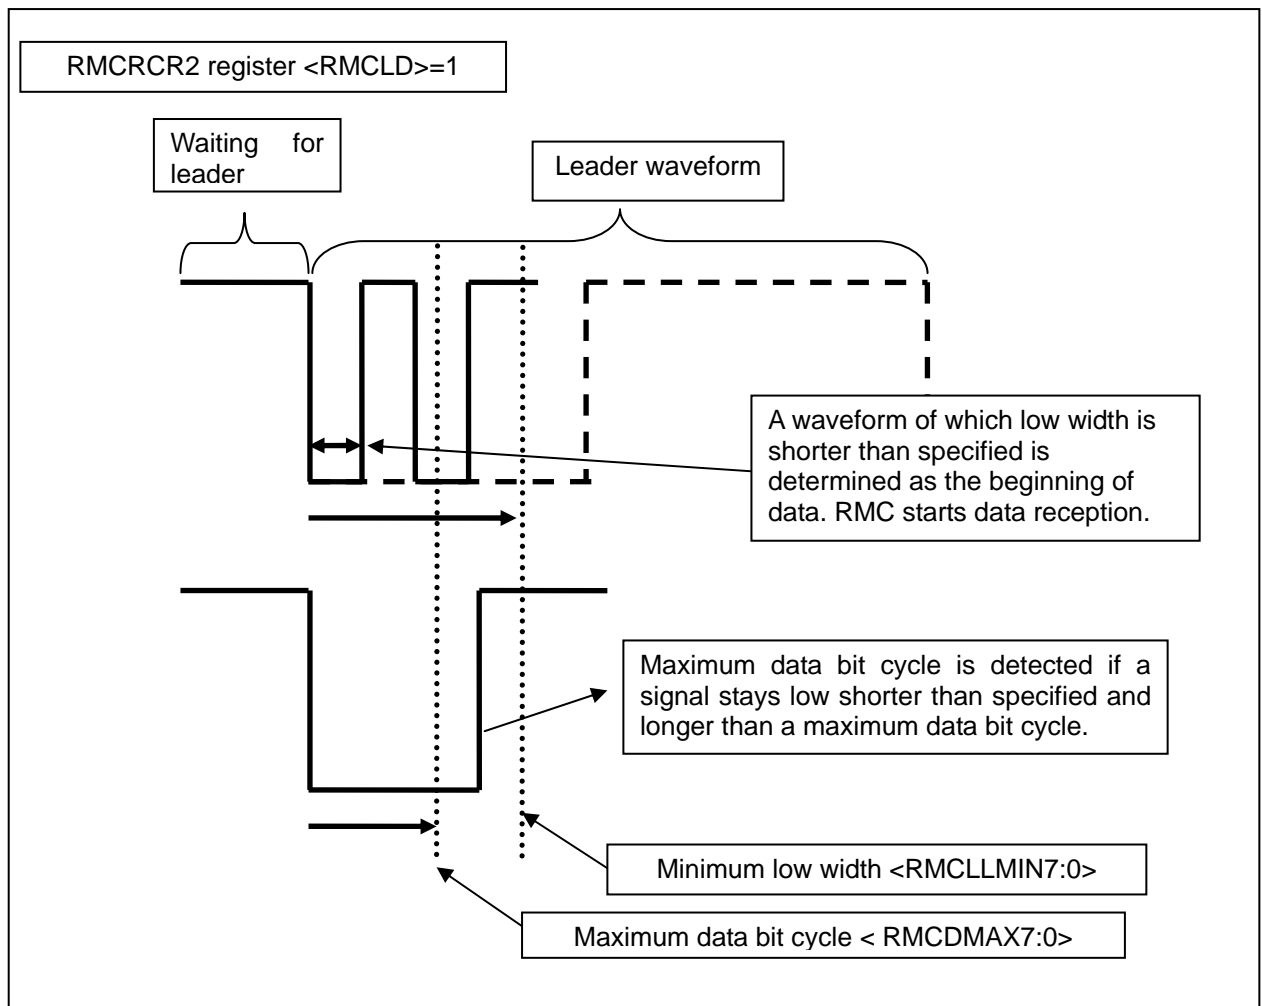 RMCRCR2 register <RMCLD>=1
Waiting for
leader
Leader waveform
A waveform of which low width is
shorter than specified is
determined as the beginning of
data. RMC starts data reception.
Maximum data bit cycle is detected if a
signal stays low shorter than specified and
longer than a maximum data bit cycle.
Minimum low width <RMCLLMIN7:0>
Maximum data bit cycle < RMCDMAX7:0>